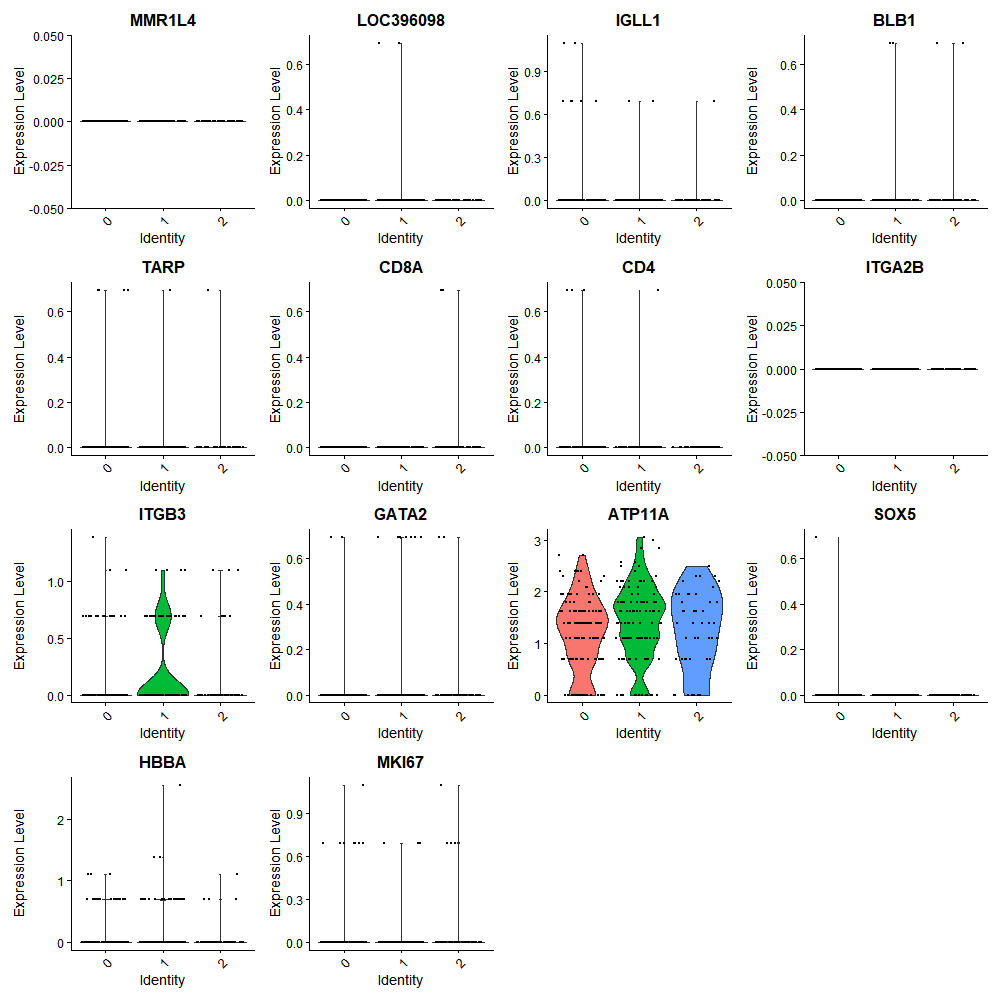 MMR1L4 LOC396098 IGLL1 BLB1
Expression Level 0.050 0.025 0.000 -0.025 -0.050 Expression Level 0.6 0.4 0.2 0.0 Expression Level 0.9 0.6 0.3 0.0 Expression Level 0.6 0.4 0.2 0.0
0 1 2 0 1 2 0 1 2 0 1 2
Identity Identity Identity Identity
TARP CD8A CD4 ITGA2B
Expression Level 0.6 0.4 0.2 0.0 Expression Level 0.6 0.4 0.2 0.0 Expression Level 0.6 0.4 0.2 0.0 Expression Level 0.050 0.025 0.000 -0.025 -0.050
0 1 2 0 1 2 0 1 2 0 1 2
Identity Identity Identity Identity
ITGB3 GATA2 ATP11A SOX5
Expression Level 1.0 0.5 0.0 Expression Level 0.6 0.4 0.2 0.0 Expression Level 3 2 1 0 Expression Level 0.6 0.4 0.2 0.0
0 1 2 0 1 2 0 1 2 0 1 2
Identity Identity Identity Identity
HBBA MKI67
Expression Level 2 1 0 Expression Level 0.9 0.6 0.3 0.0
0 1 2 0 1 2
Identity Identity